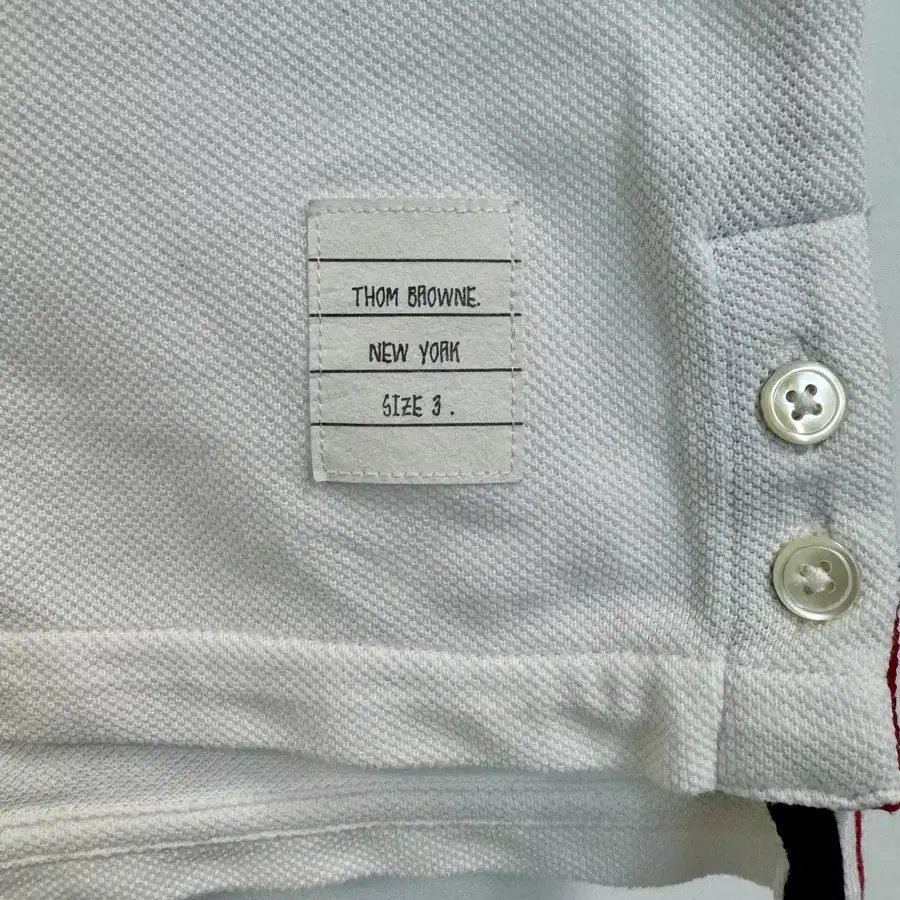 THOM BROWNE.
NEW YORK
SIZE 3 .